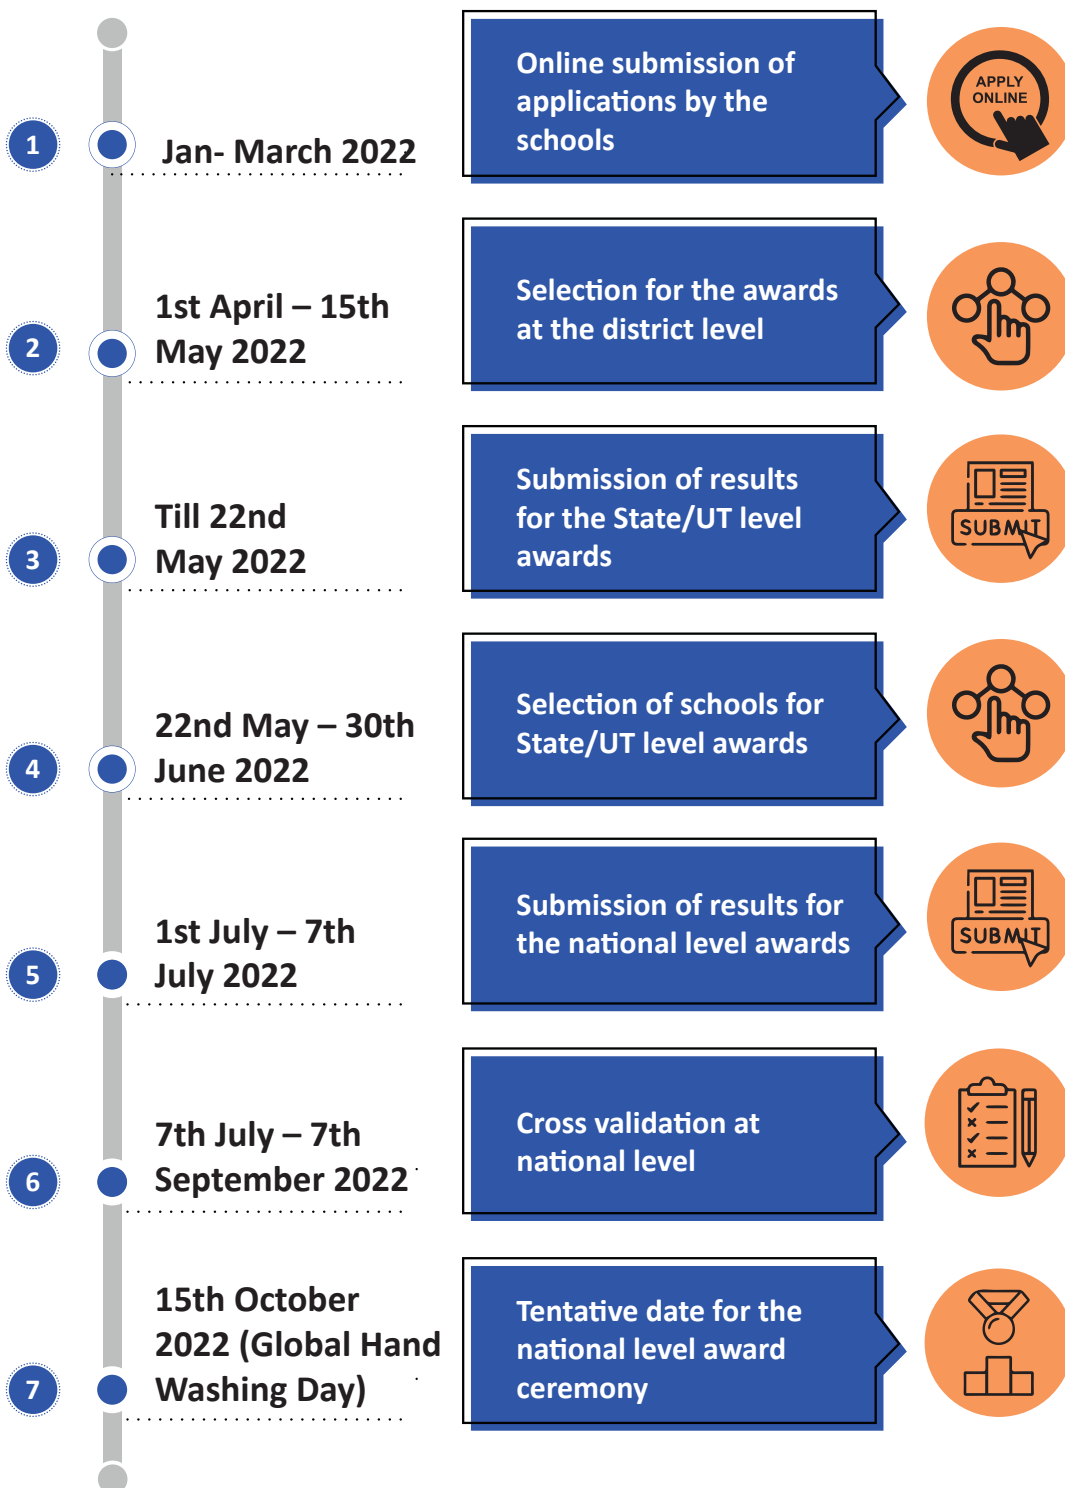 1
Jan- March 2022
Online submission of
applications by the
schools
APPLY
ONLINE
2
1st April – 15th
May 2022
Selection for the awards
at the district level
3
Till 22nd
May 2022
Submission of results
for the State/UT level
awards
SUBMIT
4
22nd May – 30th
June 2022
Selection of schools for
State/UT level awards
5
1st July – 7th
July 2022
Submission of results for
the national level awards
SUBMIT
6
7th July – 7th
September 2022
Cross validation at
national level
7
15th October
2022 (Global Hand
Washing Day)
Tentative date for the
national level award
ceremony